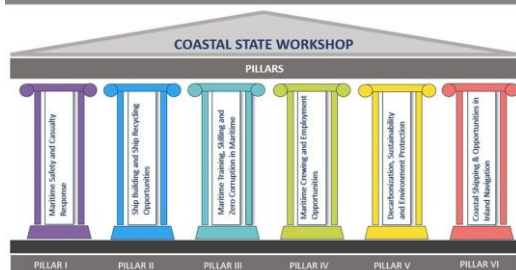 COASTAL STATE WORKSHOP
PILLARS
Maritime Safety and Casualty
Response
Ship Building and Ship Recycling
Opportunities
Maritime Training, Skilling and
Zero Corruption in Maritime
Maritime Crewing and Employment
Opportunities
Decarbonization, Sustainability
and Environment Protection
Coastal Shipping & Opportunities in
Inland Navigation
PILLAR I
PILLAR II
PILLAR III
PILLAR IV
PILLAR V
PILLAR VI